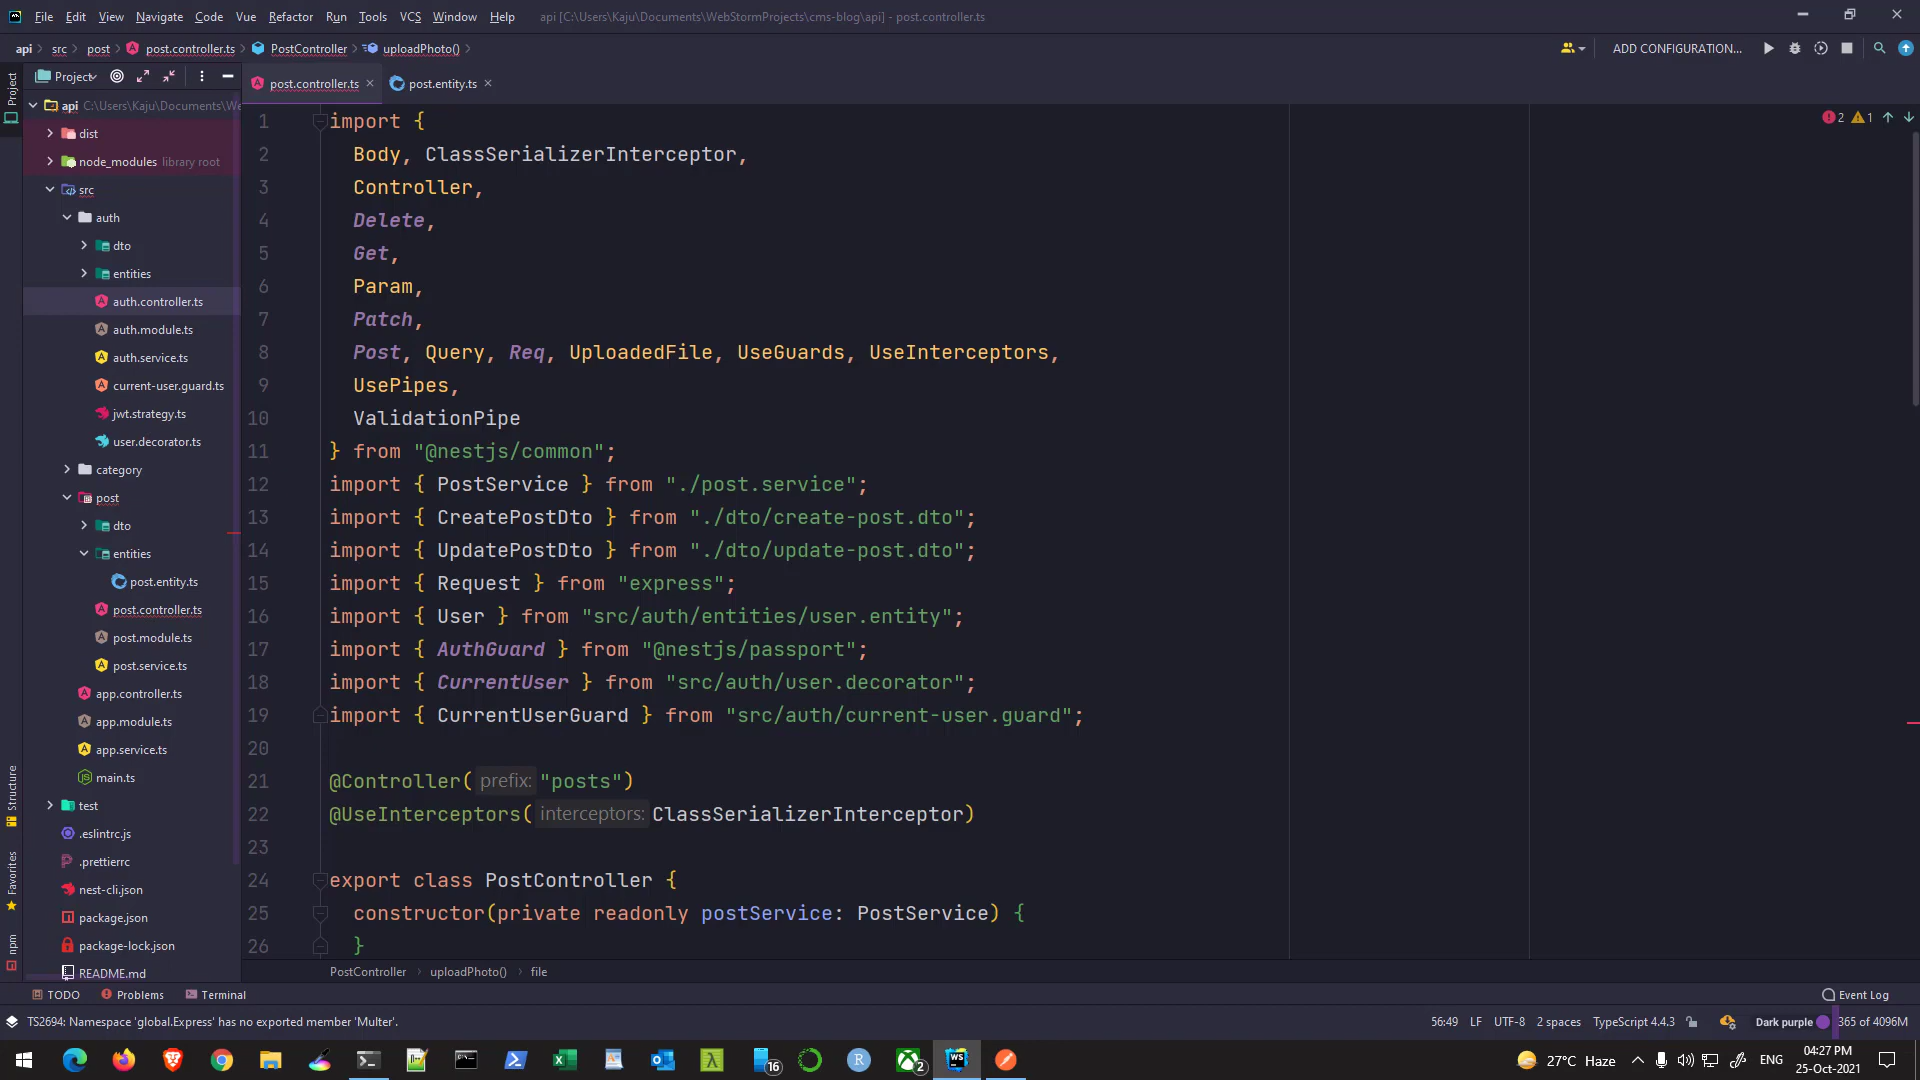 File Edit View Navigate Code Vue Refactor Run Tools VCS Window Help api [C:\Users\Kaju\Documents\WebStormProjects\cms-blog\api] - post.controller.ts
api src post post.controller.ts PostController uploadPhoto() ADD CONFIGURATION...
Project post.controller.ts post.entity.ts
Project
api C:\Users\Kaju\Documents\We
dist
node_modules library root
src
auth
dto
entities
auth.controller.ts
auth.module.ts
auth.service.ts
current-user.guard.ts
jwt.strategy.ts
user.decorator.ts
category
post
dto
entities
post.entity.ts
post.controller.ts
post.module.ts
post.service.ts
app.controller.ts
app.module.ts
app.service.ts
main.ts
test
.eslintrc.js
.prettierrc
nest-cli.json
package.json
package-lock.json
README.md
Structure
Favorites
npm
2 1
1 import {
2 Body, ClassSerializerInterceptor,
3 Controller,
4 Delete,
5 Get,
6 Param,
7 Patch,
8 Post, Query, Req, UploadedFile, UseGuards, UseInterceptors,
9 UsePipes,
10 ValidationPipe
11 } from "@nestjs/common";
12 import { PostService } from "./post.service";
13 import { CreatePostDto } from "./dto/create-post.dto";
14 import { UpdatePostDto } from "./dto/update-post.dto";
15 import { Request } from "express";
16 import { User } from "src/auth/entities/user.entity";
17 import { AuthGuard } from "@nestjs/passport";
18 import { CurrentUser } from "src/auth/user.decorator";
19 import { CurrentUserGuard } from "src/auth/current-user.guard";
20
21 @Controller( prefix: "posts")
22 @UseInterceptors( interceptors: ClassSerializerInterceptor)
23
24 export class PostController {
25 constructor(private readonly postService: PostService) {
26 }
PostController uploadPhoto() file
TODO Problems Terminal Event Log
TS2694: Namespace 'global.Express' has no exported member 'Multer'. 56:49 LF UTF-8 2 spaces TypeScript 4.4.3 Dark purple 365 of 4096M
16 2 27°C Haze ENG 04:27 PM
25-Oct-2021